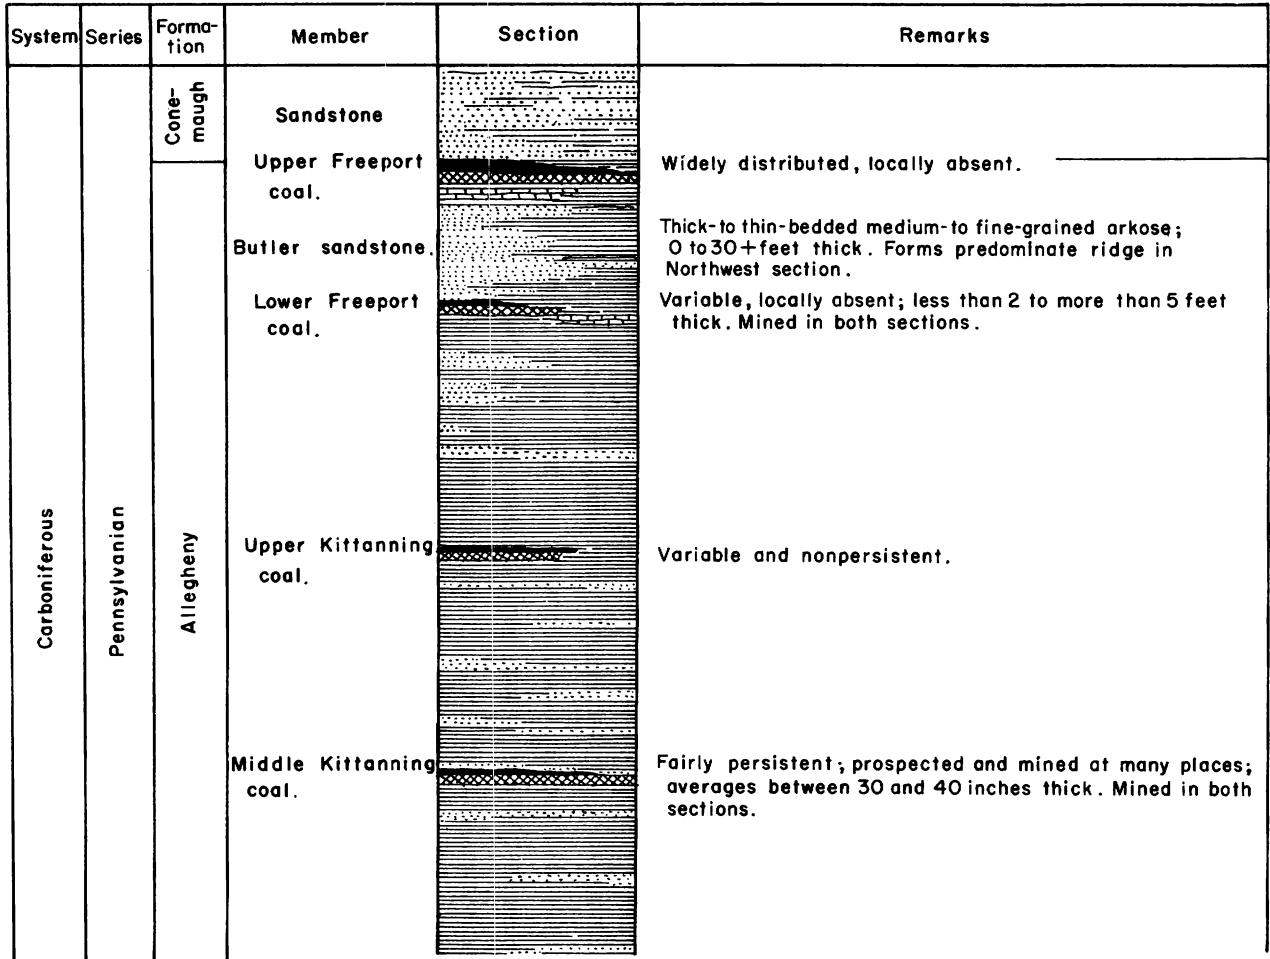 System Series Forma- Member Section Remarks
tion
Cone-
maugh
Sandstone
Upper Freeport
coal.
Widely distributed, locally absent.
Butler sandstone.
Thick-to thin-bedded medium-to fine-grained arkose;
0 to 30+feet thick. Forms predominate ridge in
Northwest section.
Lower Freeport
coal.
Variable, locally absent; less than 2 to more than 5 feet
thick. Mined in both sections.
Carboniferous
Pennsylvanian
Allegheny
Upper Kittanning
coal.
Variable and nonpersistent.
Middle Kittanning
coal.
Fairly persistent; prospected and mined at many places;
averages between 30 and 40 inches thick. Mined in both
sections.